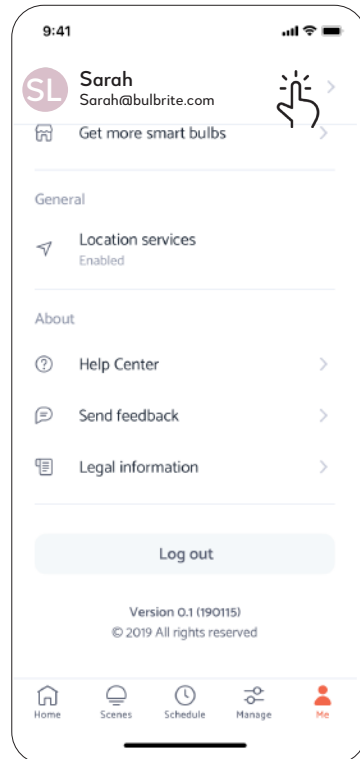 9:41
SL
Sarah
Sarah@bulbrite.com
Get more smart bulbs
General
Location services
Enabled
About
Help Center
Send feedback
Legal information
Log out
Version 0.1 (190115)
© 2019 All rights reserved
Home Scenes Schedule Manage Me